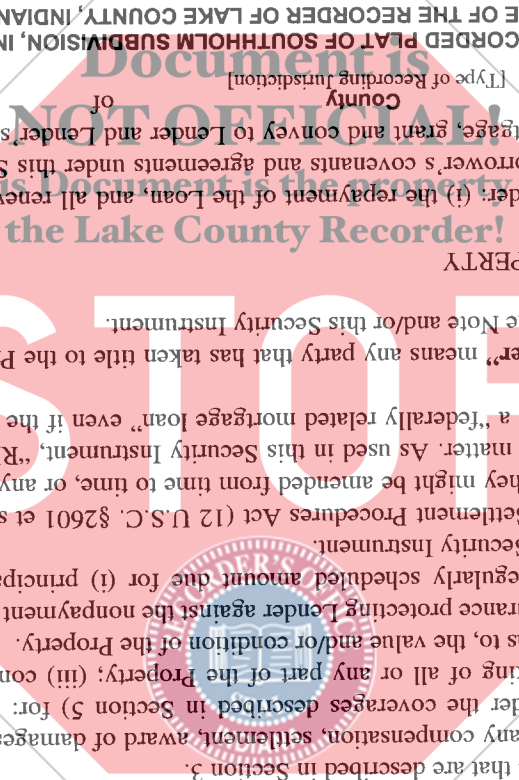 Document is
NOT OFFICIAL!
is Document is the property
the Lake County Recorder!
STOP
RECORDER'S OFFICE
that are described in Section 3.
any compensation, settlement, award of damages
der the coverages described in Section 5) for:
king of all or any part of the Property; (iii) con
s to, the value and/or condition of the Property.
urance protecting Lender against the nonpayment
egularly scheduled amount due for (i) principa
Security Instrument.
Settlement Procedures Act (12 U.S.C. §2601 et s
hey might be amended from time to time, or any
matter. As used in this Security Instrument, “R
a “federally related mortgage loan” even if the
er” means any party that has taken title to the P
e Note and/or this Security Instrument.
PERTY
der: (i) the repayment of the Loan, and all renew
orrower's covenants and agreements under this S
tgage, grant and convey to Lender and Lender's s
County of
[Type of Recording Jurisdiction]
CORDED PLAT OF SOUTHHOLM SUBDIVISION, IN
E OF THE RECORDER OF LAKE COUNTY, INDIAN